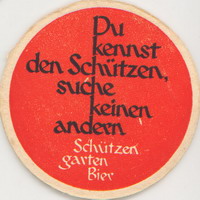 Du
kennst
den Schützen,
suche
keinen
andern
Schützen
garten
Bier